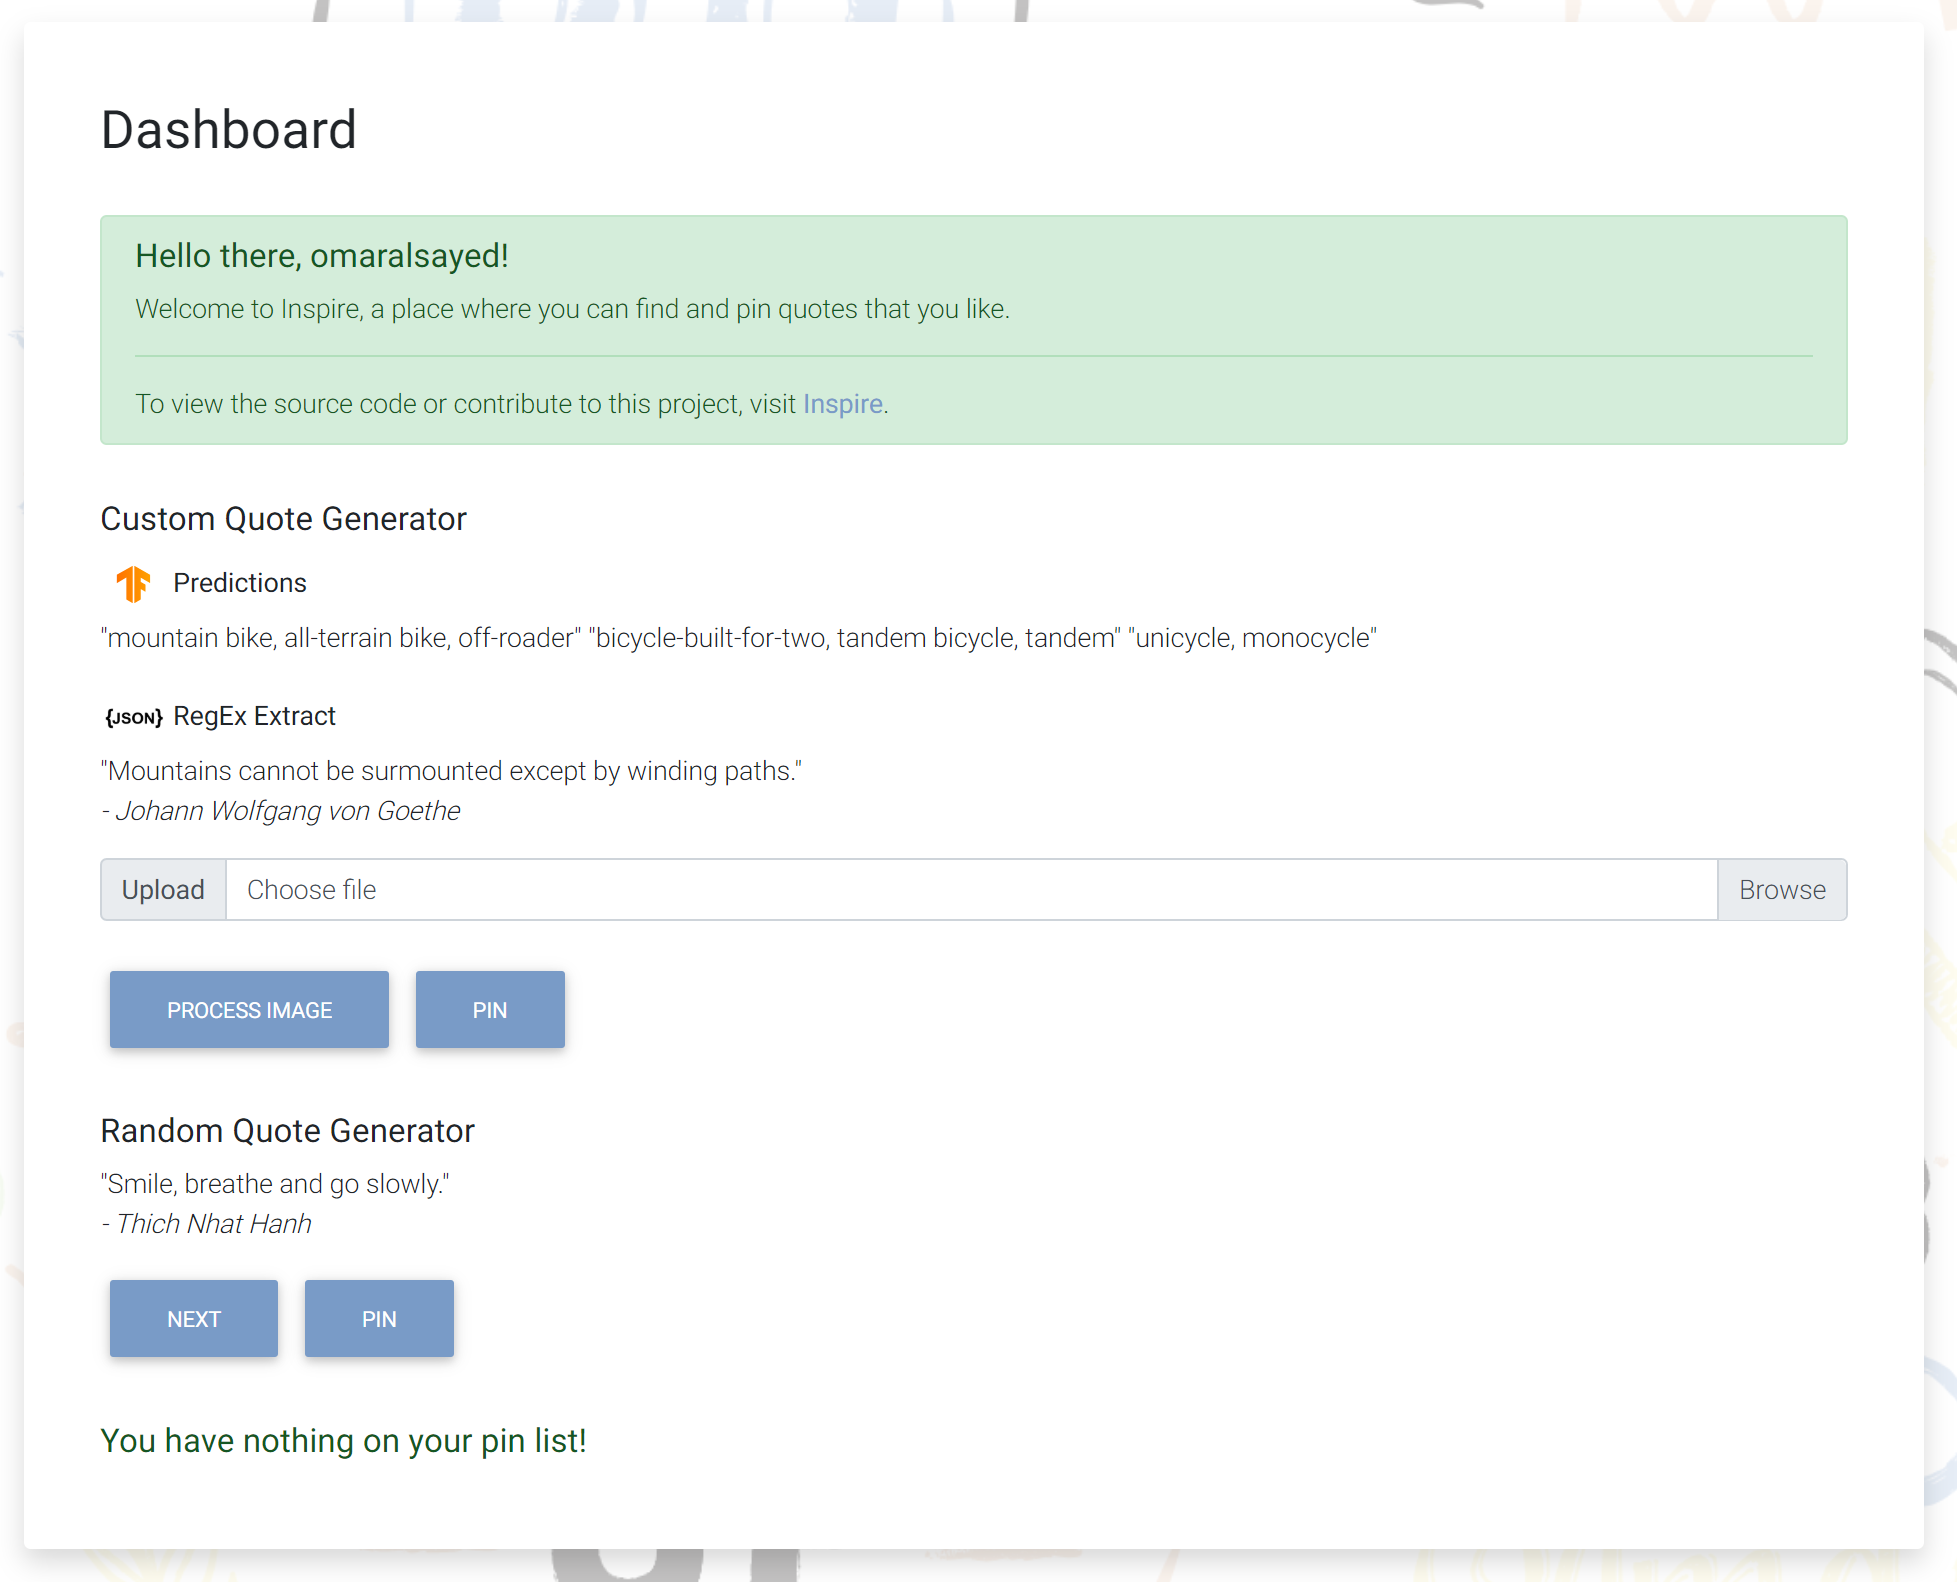 Dashboard
Hello there, omaralsayed!
Welcome to Inspire, a place where you can find and pin quotes that you like.
To view the source code or contribute to this project, visit Inspire.
Custom Quote Generator
Predictions
"mountain bike, all-terrain bike, off-roader" "bicycle-built-for-two, tandem bicycle, tandem" "unicycle, monocycle"
{JSON} RegEx Extract
"Mountains cannot be surmounted except by winding paths."
- Johann Wolfgang von Goethe
Upload Choose file Browse
PROCESS IMAGE PIN
Random Quote Generator
"Smile, breathe and go slowly."
- Thich Nhat Hanh
NEXT PIN
You have nothing on your pin list!